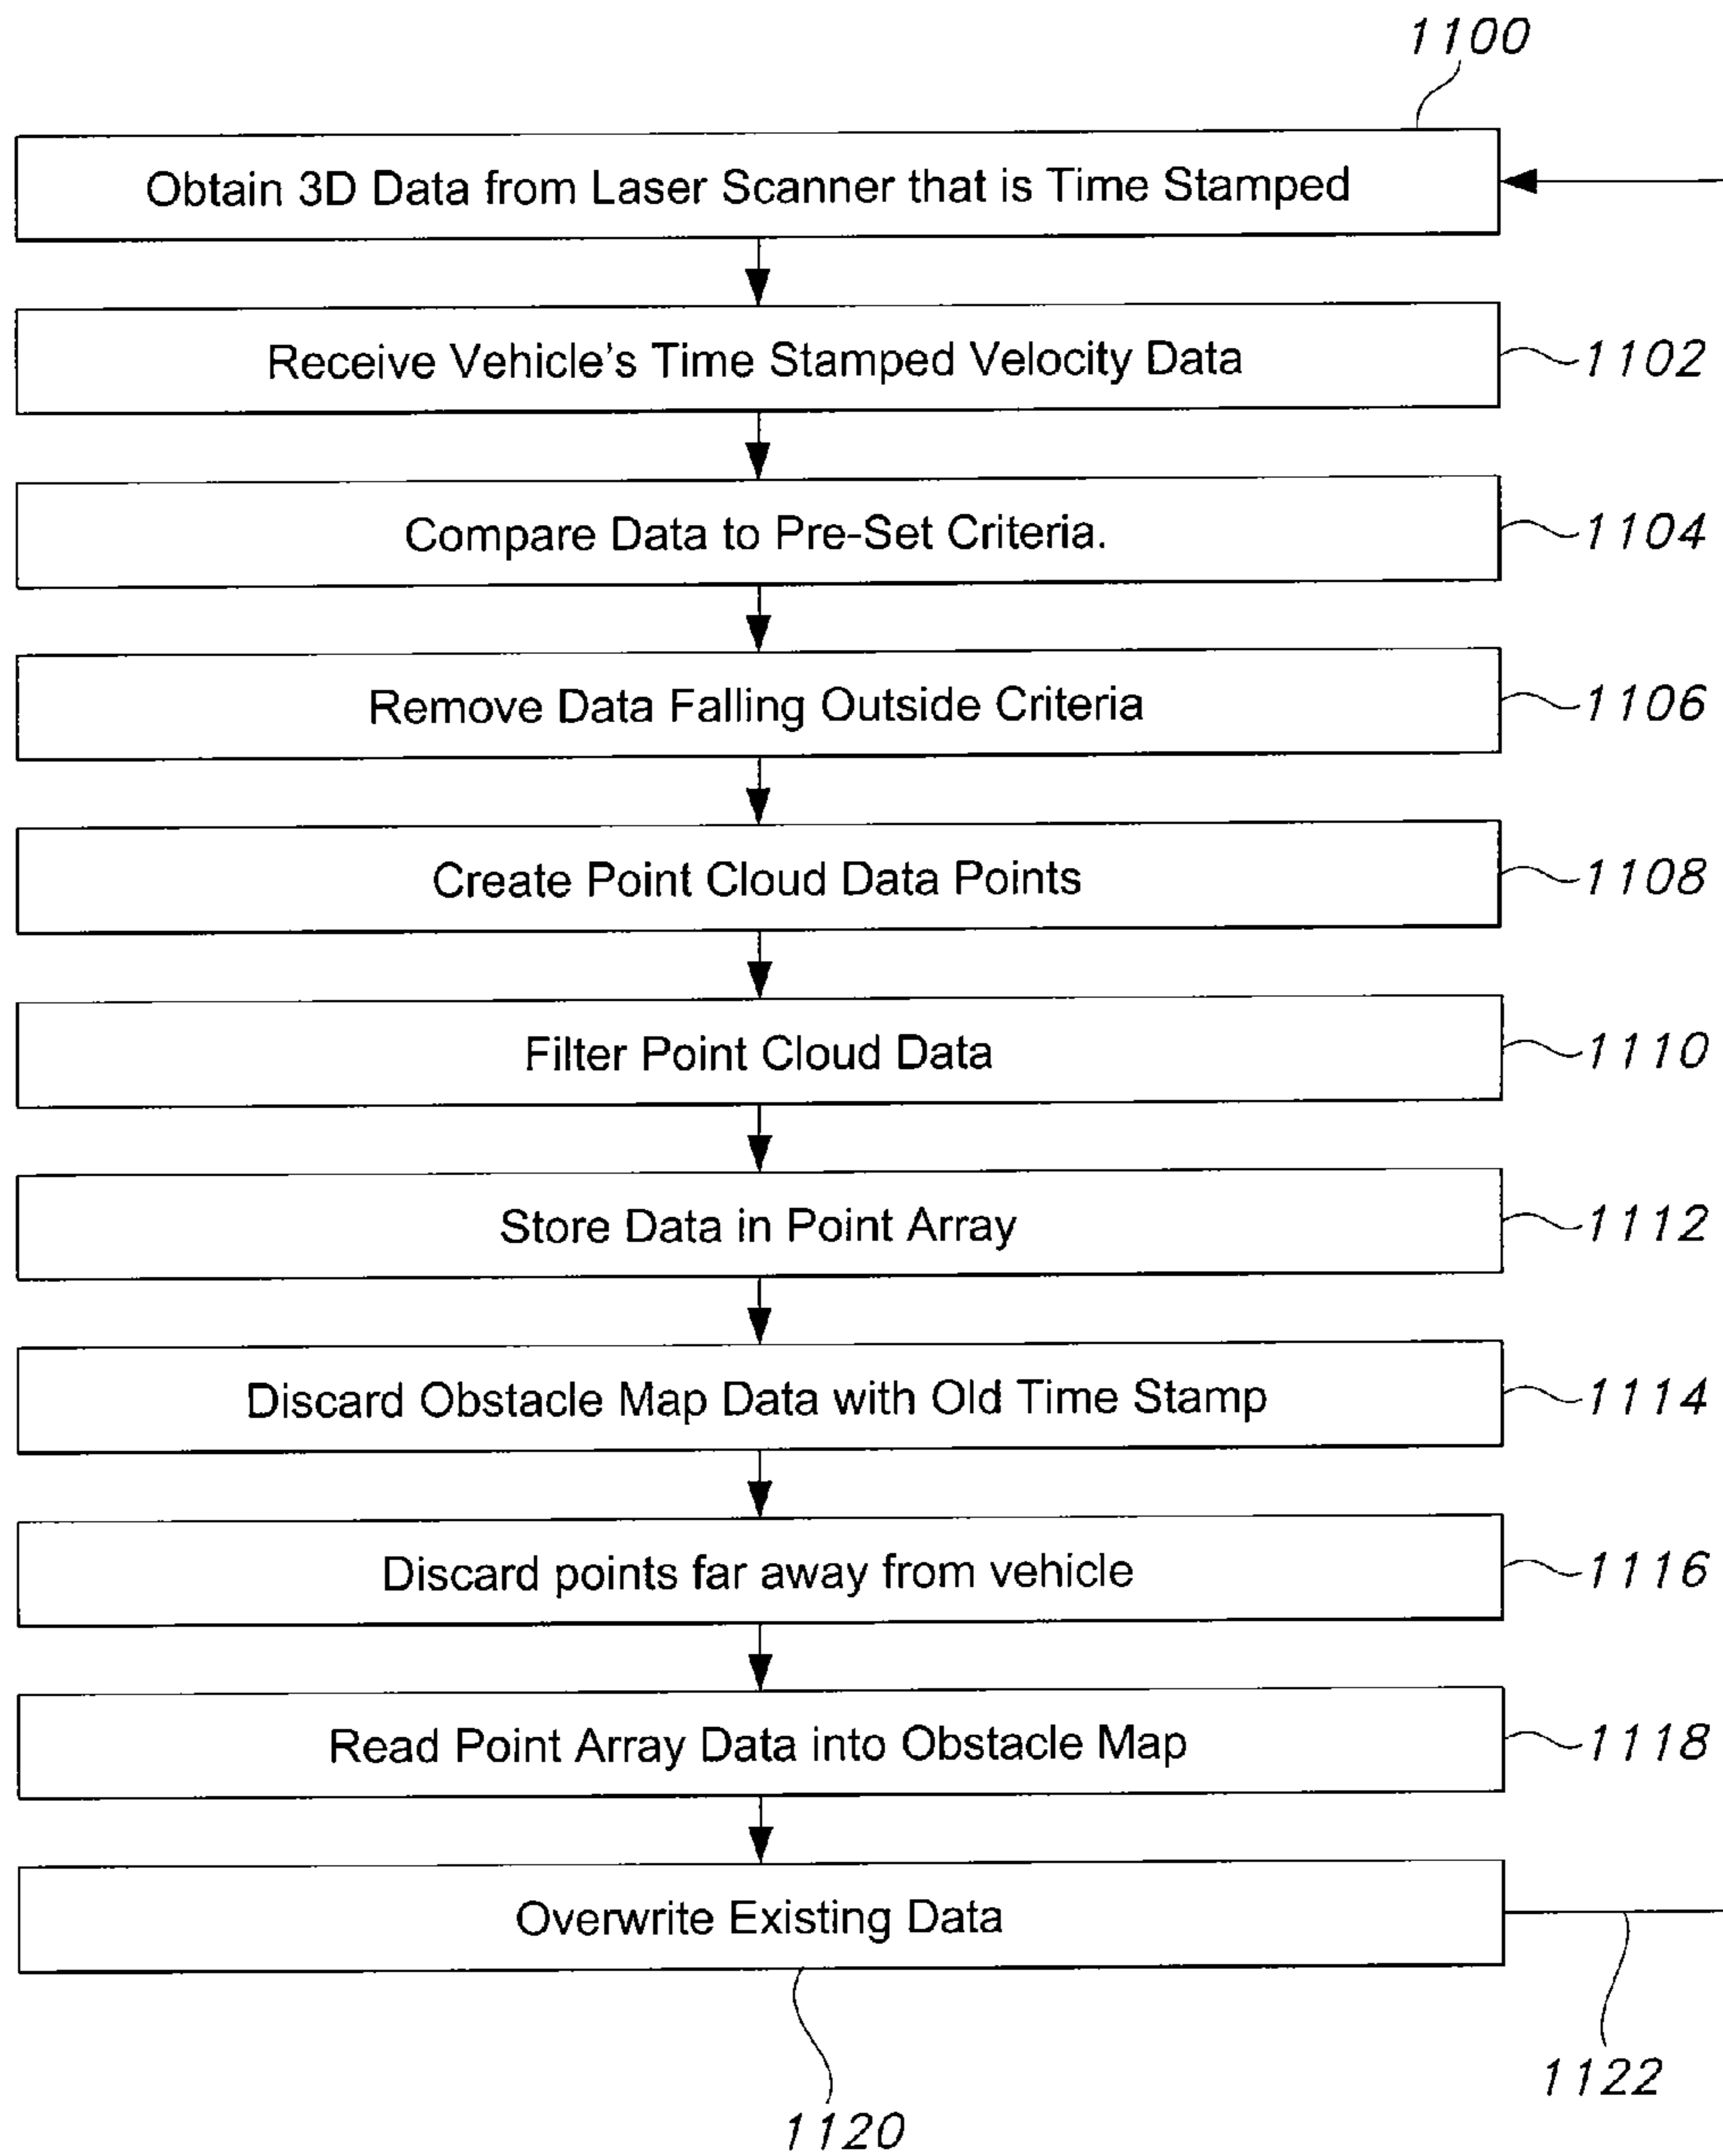 1100
Obtain 3D Data from Laser Scanner that is Time Stamped
Receive Vehicle's Time Stamped Velocity Data
1102
Compare Data to Pre-Set Criteria.
1104
Remove Data Falling Outside Criteria
1106
Create Point Cloud Data Points
1108
Filter Point Cloud Data
1110
Store Data in Point Array
1112
Discard Obstacle Map Data with Old Time Stamp
1114
Discard points far away from vehicle
1116
Read Point Array Data into Obstacle Map
1118
Overwrite Existing Data
1122
1120